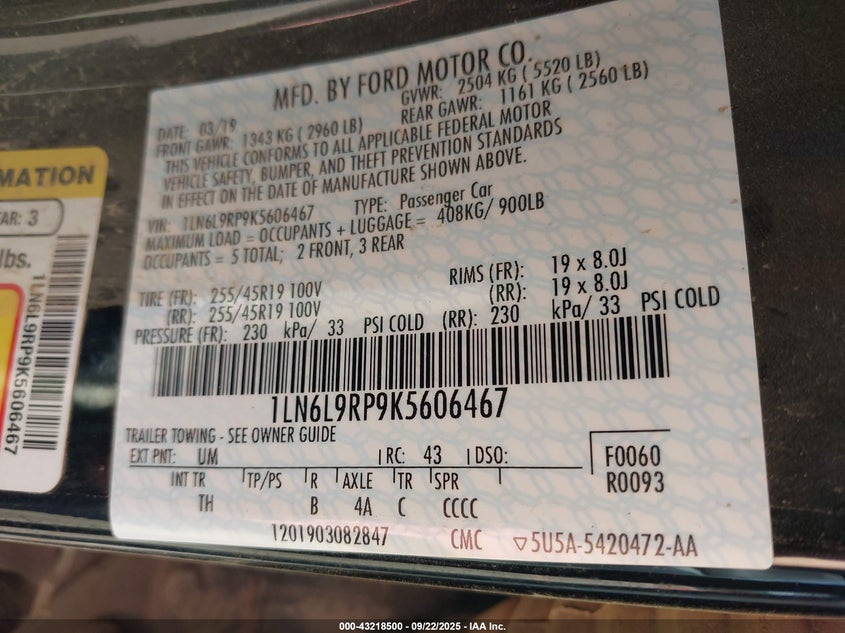 MFD. BY FORD MOTOR CO.
DATE: 03/19 GVWR: 2504 KG ( 5520 LB)
FRONT GAWR: 1343 KG ( 2960 LB) REAR GAWR: 1161 KG ( 2560 LB)
THIS VEHICLE CONFORMS TO ALL APPLICABLE FEDERAL MOTOR
VEHICLE SAFETY, BUMPER, AND THEFT PREVENTION STANDARDS
IN EFFECT ON THE DATE OF MANUFACTURE SHOWN ABOVE.
VIN: 1LN6L9RP9K5606467 TYPE: Passenger Car
MAXIMUM LOAD = OCCUPANTS + LUGGAGE = 408KG/ 900LB
OCCUPANTS = 5 TOTAL; 2 FRONT, 3 REAR
TIRE (FR): 255/45R19 100V RIMS (FR): 19 x 8.0J
(RR): 255/45R19 100V (RR): 19 x 8.0J
PRESSURE (FR): 230 kPa/ 33 PSI COLD (RR): 230 kPa/ 33 PSI COLD
1LN6L9RP9K5606467
TRAILER TOWING - SEE OWNER GUIDE
EXT PNT: UM RC: 43 DSO: F0060
INT TR TP/PS R AXLE TR SPR R0093
TH B 4A C CCCC
1201903082847 CMC 5U5A-5420472-AA
MATION
AR: 3
lbs.
1LN6L9RP9K5606467
000-43218500 - 09/22/2025 - IAA Inc.